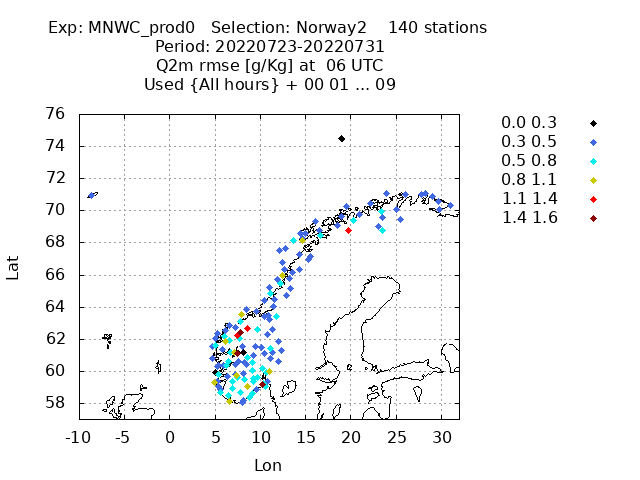 Exp: MNWC_prod0 Selection: Norway2 140 stations
Period: 20220723-20220731
Q2m rmse [g/Kg] at 06 UTC
Used {All hours} + 00 01 ... 09
76
74
72
70
68
66
64
62
60
58
Lat
-10 -5 0 5 10 15 20 25 30
Lon
0.0 0.3
0.3 0.5
0.5 0.8
0.8 1.1
1.1 1.4
1.4 1.6